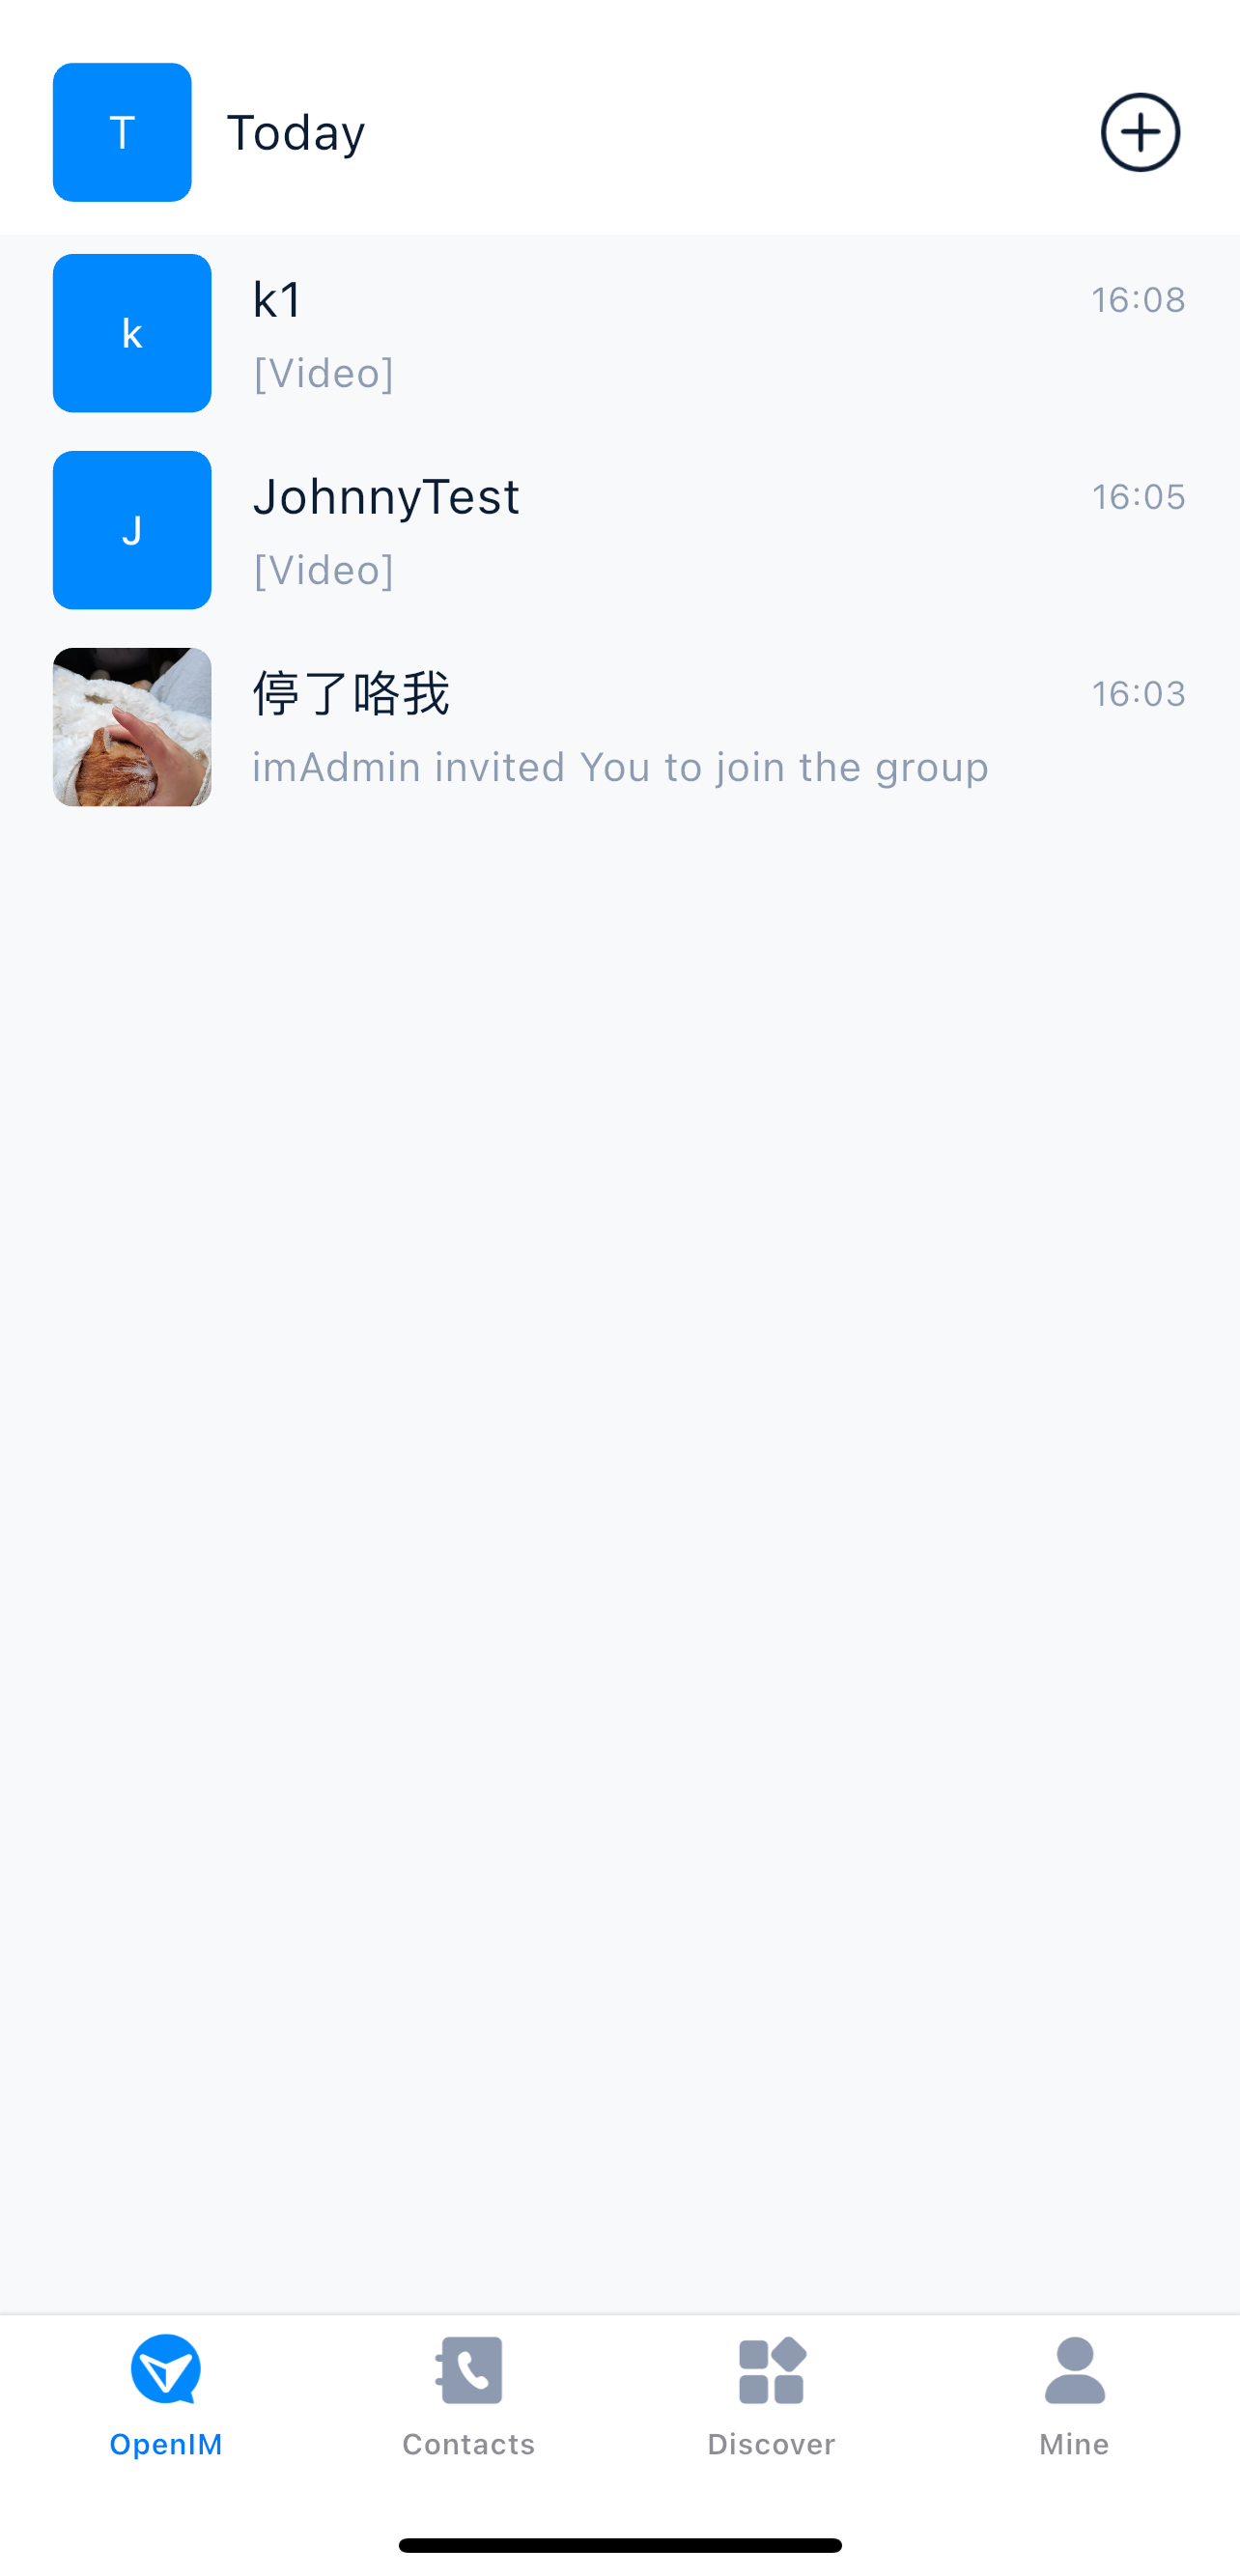 T
Today
k
k1
16:08
[Video]
J
JohnnyTest
16:05
[Video]
停了咯我
16:03
imAdmin invited You to join the group
OpenIM
Contacts
Discover
Mine